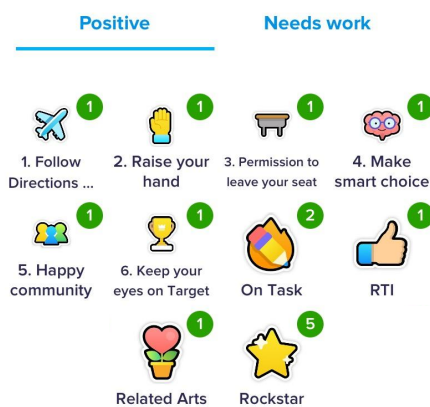 Positive Needs work
1 1 1 1
1. Follow 2. Raise your 3. Permission to 4. Make
Directions ... hand leave your seat smart choice
1 1 2 1
5. Happy 6. Keep your On Task RTI
community eyes on Target
1 5
Related Arts Rockstar